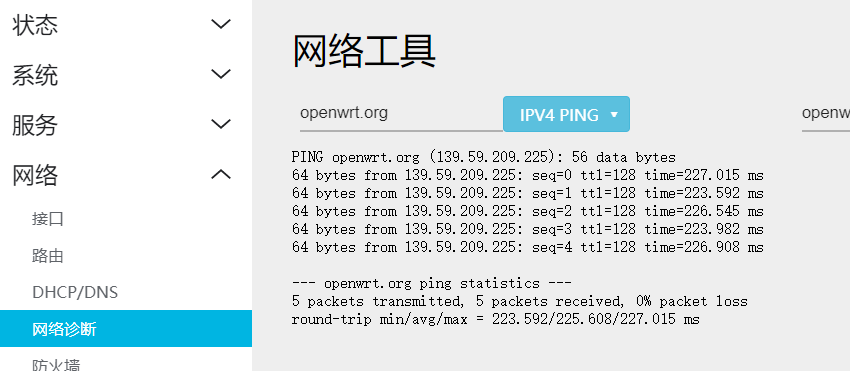 状态
系统
服务
网络
接口
路由
DHCP/DNS
网络诊断
防火墙
网络工具
openwrt.org
IPV4 PING
openw
PING openwrt.org (139.59.209.225): 56 data bytes
64 bytes from 139.59.209.225: seq=0 ttl=128 time=227.015 ms
64 bytes from 139.59.209.225: seq=1 ttl=128 time=223.592 ms
64 bytes from 139.59.209.225: seq=2 ttl=128 time=226.545 ms
64 bytes from 139.59.209.225: seq=3 ttl=128 time=223.982 ms
64 bytes from 139.59.209.225: seq=4 ttl=128 time=226.908 ms
--- openwrt.org ping statistics ---
5 packets transmitted, 5 packets received, 0% packet loss
round-trip min/avg/max = 223.592/225.608/227.015 ms